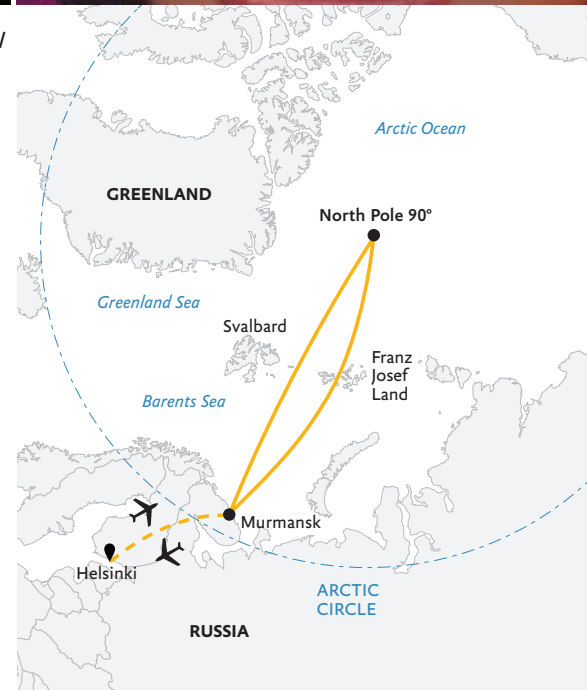 Arctic Ocean
GREENLAND
North Pole 90°
Greenland Sea
Svalbard
Franz
Josef
Land
Barents Sea
Murmansk
Helsinki
ARCTIC
CIRCLE
RUSSIA